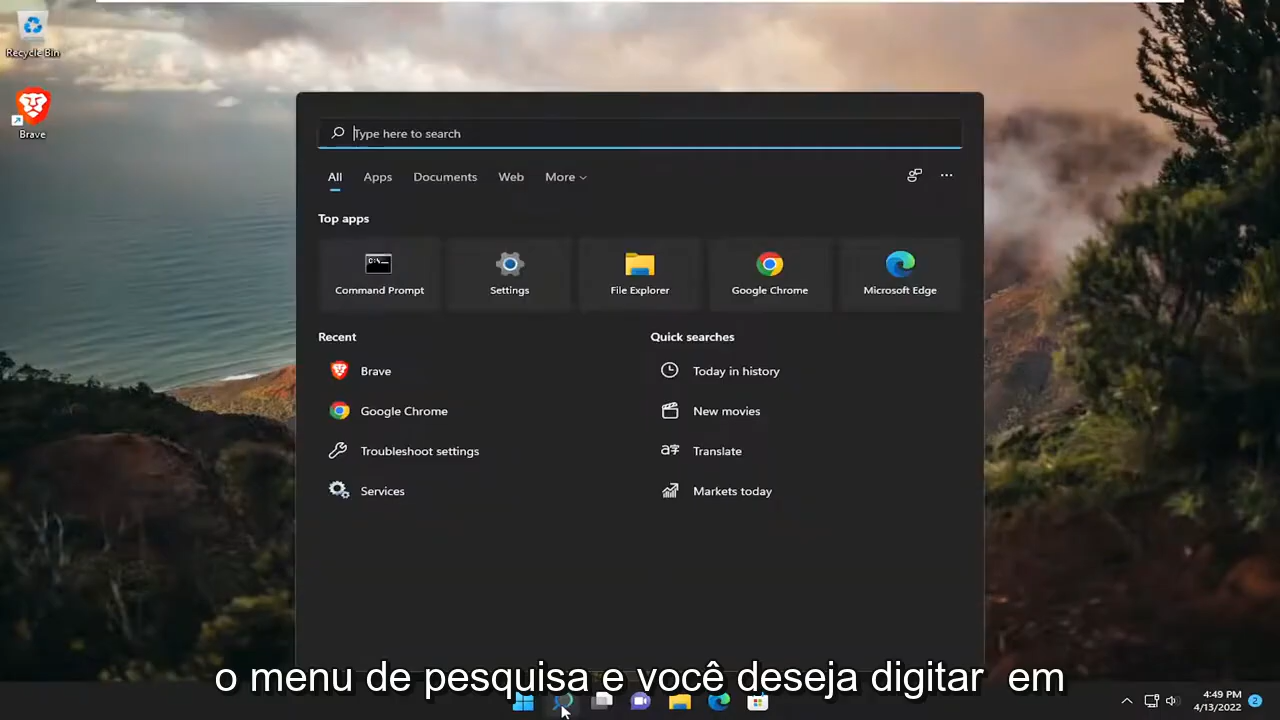 Recycle Bin
Brave
Type here to search
All Apps Documents Web More
Top apps
Command Prompt Settings File Explorer Google Chrome Microsoft Edge
Recent Quick searches
Brave Today in history
Google Chrome New movies
Troubleshoot settings Translate
Services Markets today
o menu de pesquisa e você deseja digitar em
4:49 PM
4/13/2022
2